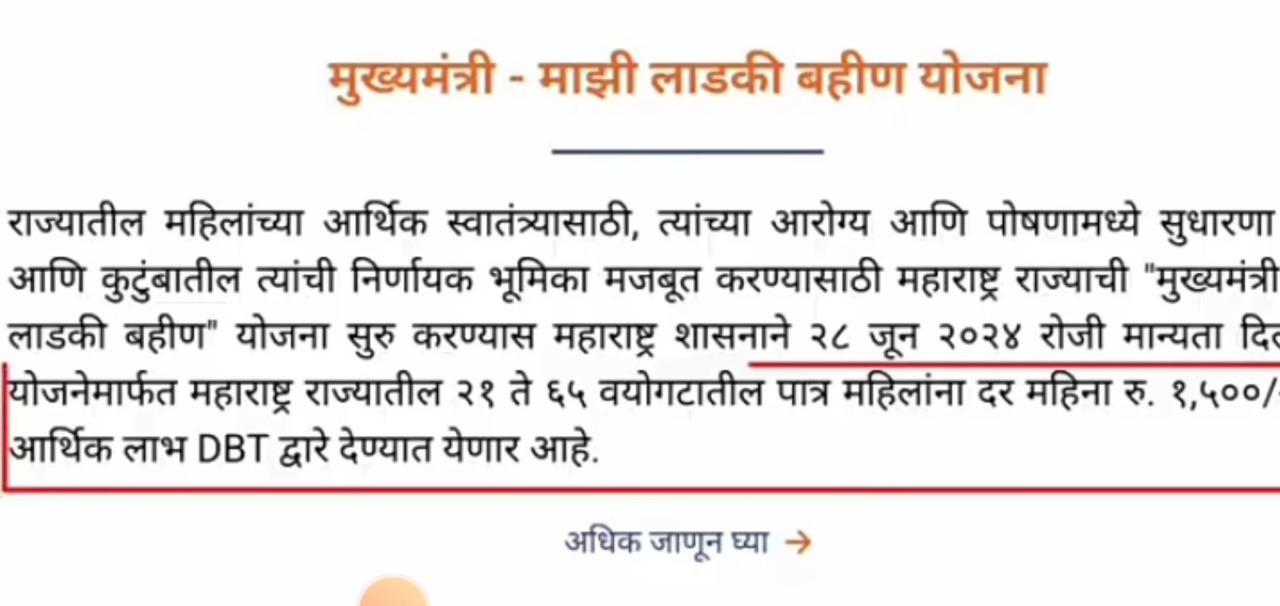 मुख्यमंत्री - माझी लाडकी बहीण योजना
राज्यातील महिलांच्या आर्थिक स्वातंत्र्यासाठी, त्यांच्या आरोग्य आणि पोषणामध्ये सुधारणा
आणि कुटुंबातील त्यांची निर्णायक भूमिका मजबूत करण्यासाठी महाराष्ट्र राज्याची "मुख्यमंत्री
लाडकी बहीण" योजना सुरु करण्यास महाराष्ट्र शासनाने २८ जून २०२४ रोजी मान्यता
योजनेमार्फत महाराष्ट्र राज्यातील २१ ते ६५ वयोगटातील पात्र महिलांना दर महिना रु. १,५००/-
आर्थिक लाभ DBT द्वारे देण्यात येणार आहे.
अधिक जाणून घ्या →